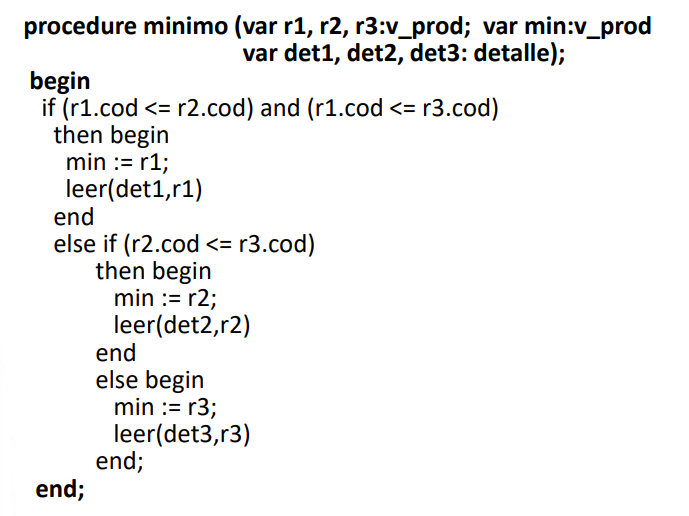 procedure minimo (var r1, r2, r3:v_prod; var min:v_prod
var det1, det2, det3: detalle);
begin
if (r1.cod <= r2.cod) and (r1.cod <= r3.cod)
then begin
min := r1;
leer(det1,r1)
end
else if (r2.cod <= r3.cod)
then begin
min := r2;
leer(det2,r2)
end
else begin
min := r3;
leer(det3,r3)
end;
end;